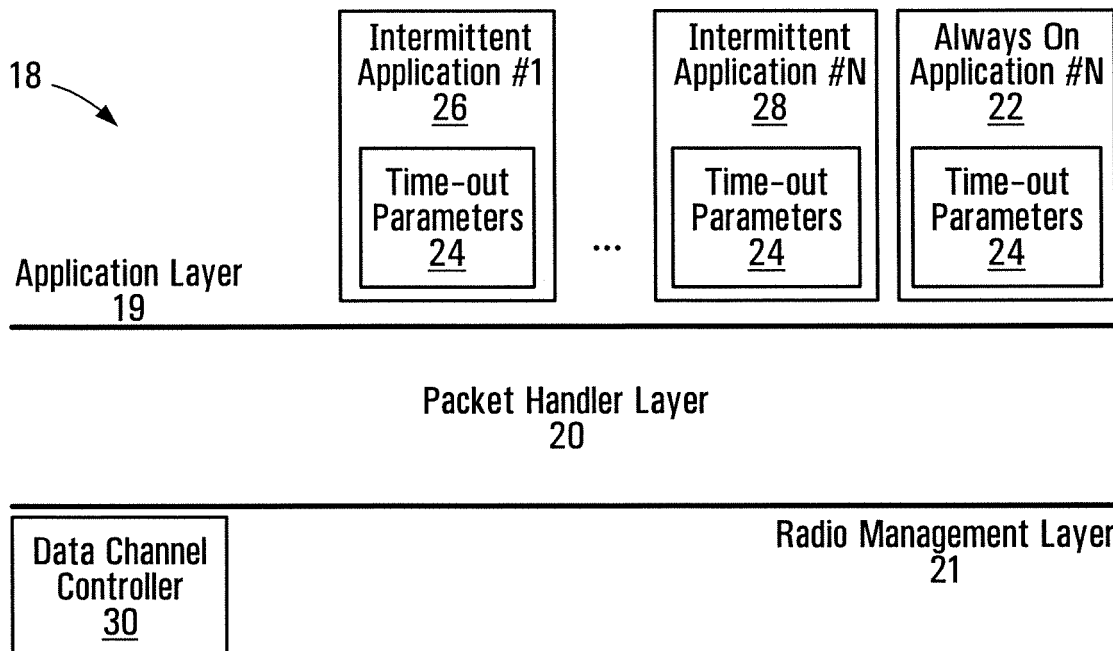 18
Intermittent
Application #1
26
Time-out
Parameters
24
...
Intermittent
Application #N
28
Time-out
Parameters
24
Always On
Application #N
22
Time-out
Parameters
24
Application Layer
19
Packet Handler Layer
20
Radio Management Layer
21
Data Channel
Controller
30